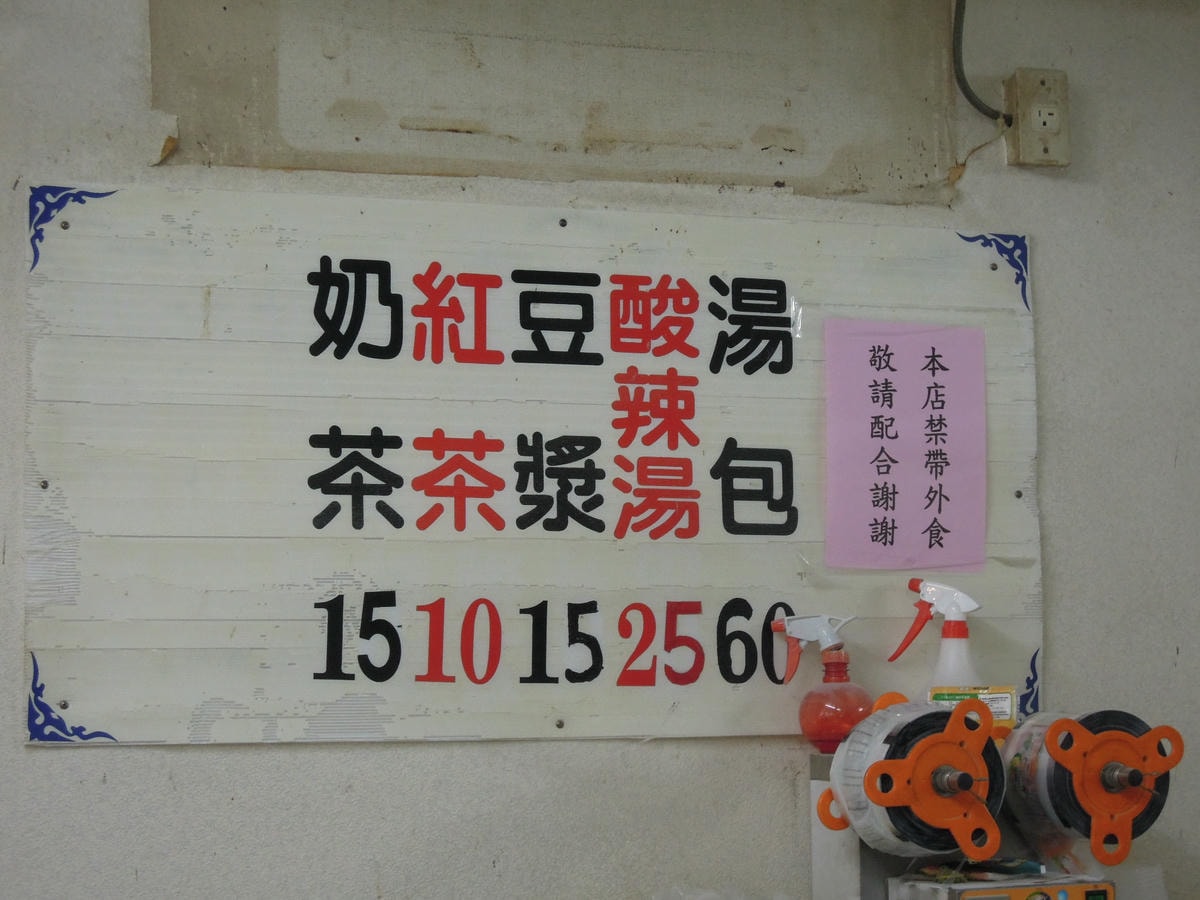 湯包 60
酸辣湯 25
豆漿 15
紅茶 10
奶茶 15
本店禁帶外食
敬請配合謝謝